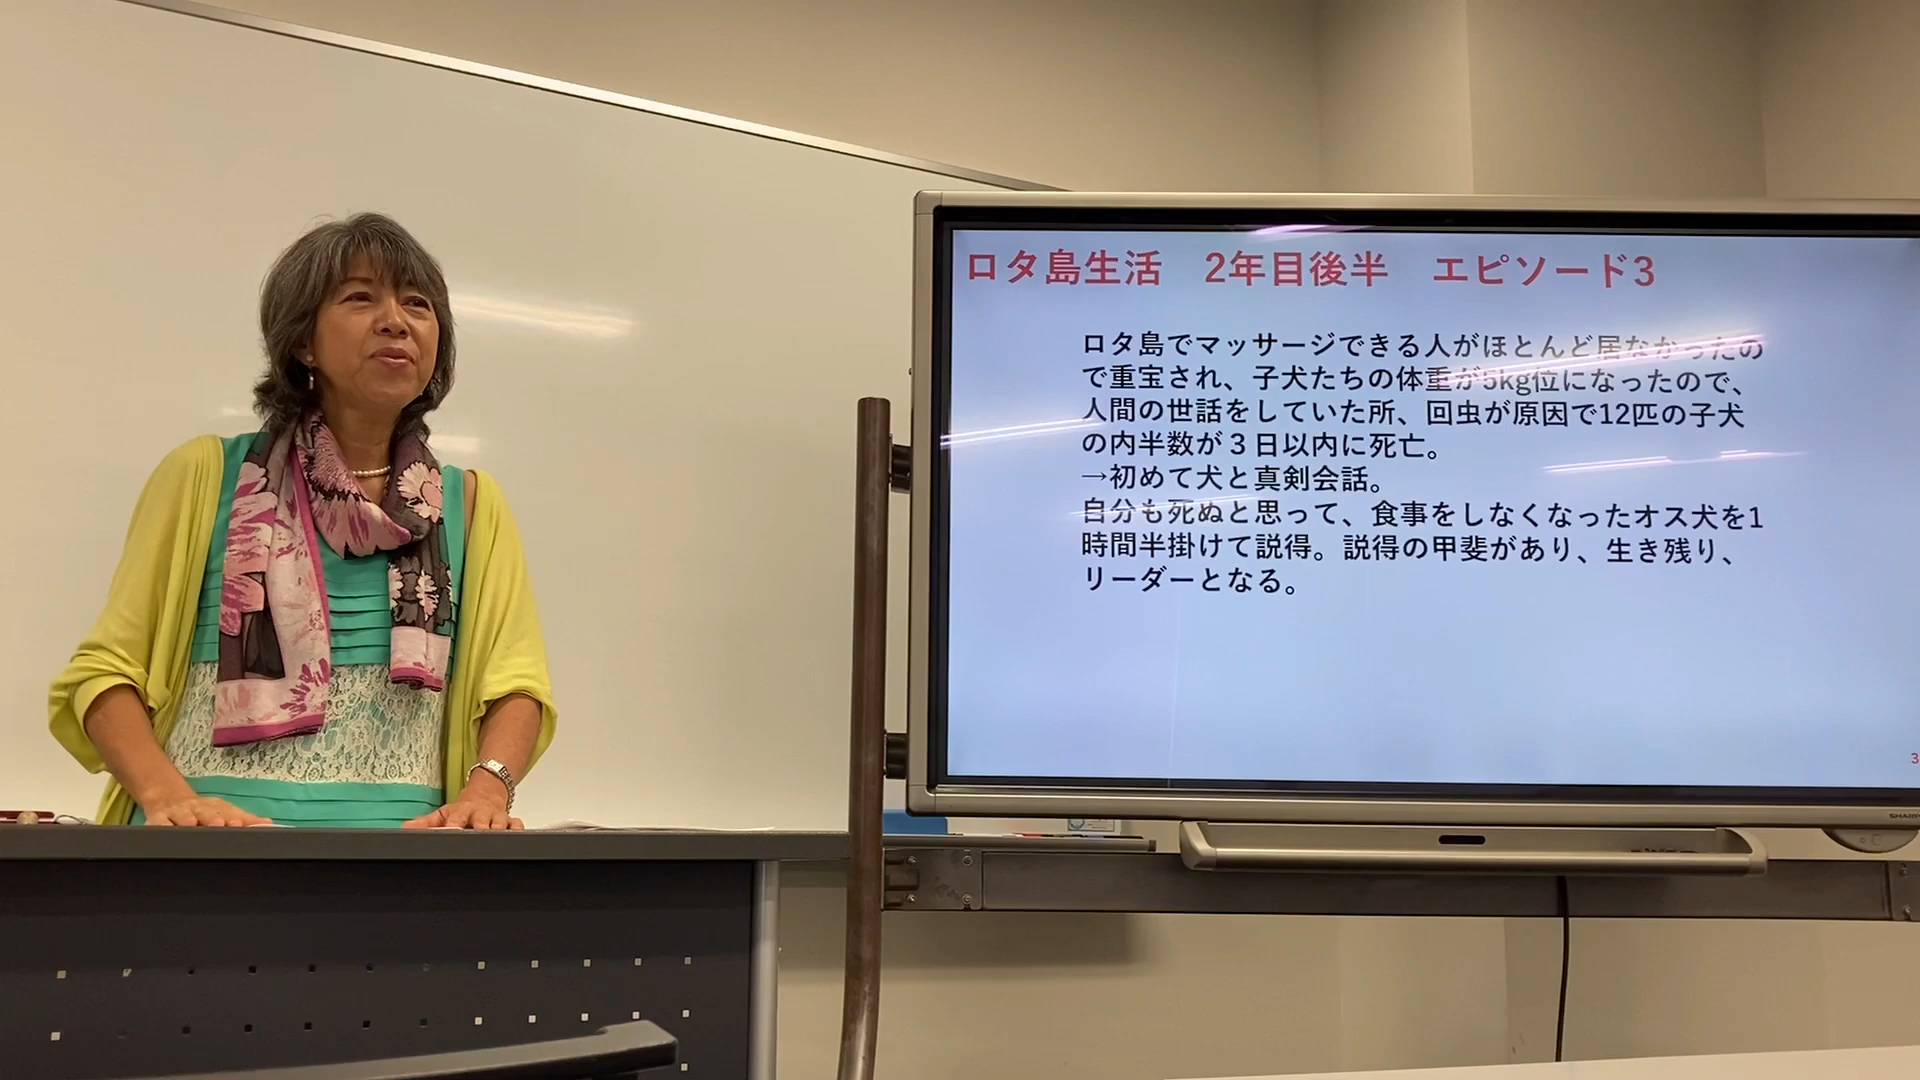 ロタ島生活　2年目後半　エピソード3
ロタ島でマッサージできる人がほとんど居なかったの
で重宝され、子犬たちの体重が5kg位になったので、
人間の世話をしていた所、回虫が原因で12匹の子犬
の内半数が３日以内に死亡。
→初めて犬と真剣会話。
自分も死ぬと思って、食事をしなくなったオス犬を1
時間半掛けて説得。説得の甲斐があり、生き残り、
リーダーとなる。
3
SHARP